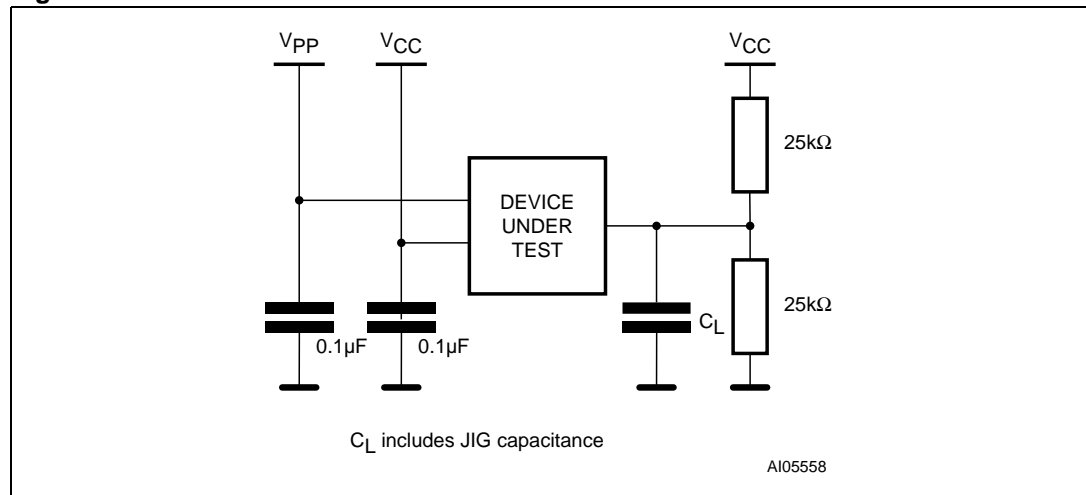 VPP
VCC
VCC
25kΩ
DEVICE
UNDER
TEST
25kΩ
CL
0.1µF
0.1µF
CL includes JIG capacitance
AI05558